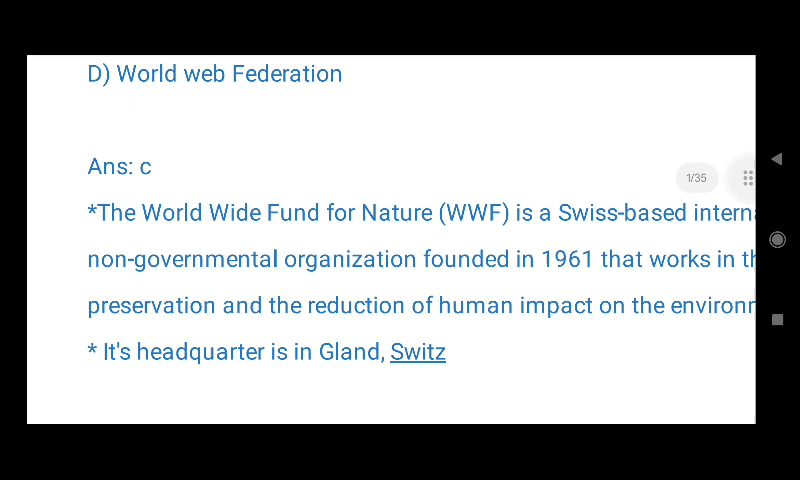 D) World web Federation
Ans: c
1/35
*The World Wide Fund for Nature (WWF) is a Swiss-based interna
non-governmental organization founded in 1961 that works in th
preservation and the reduction of human impact on the environm
* It's headquarter is in Gland, Switz